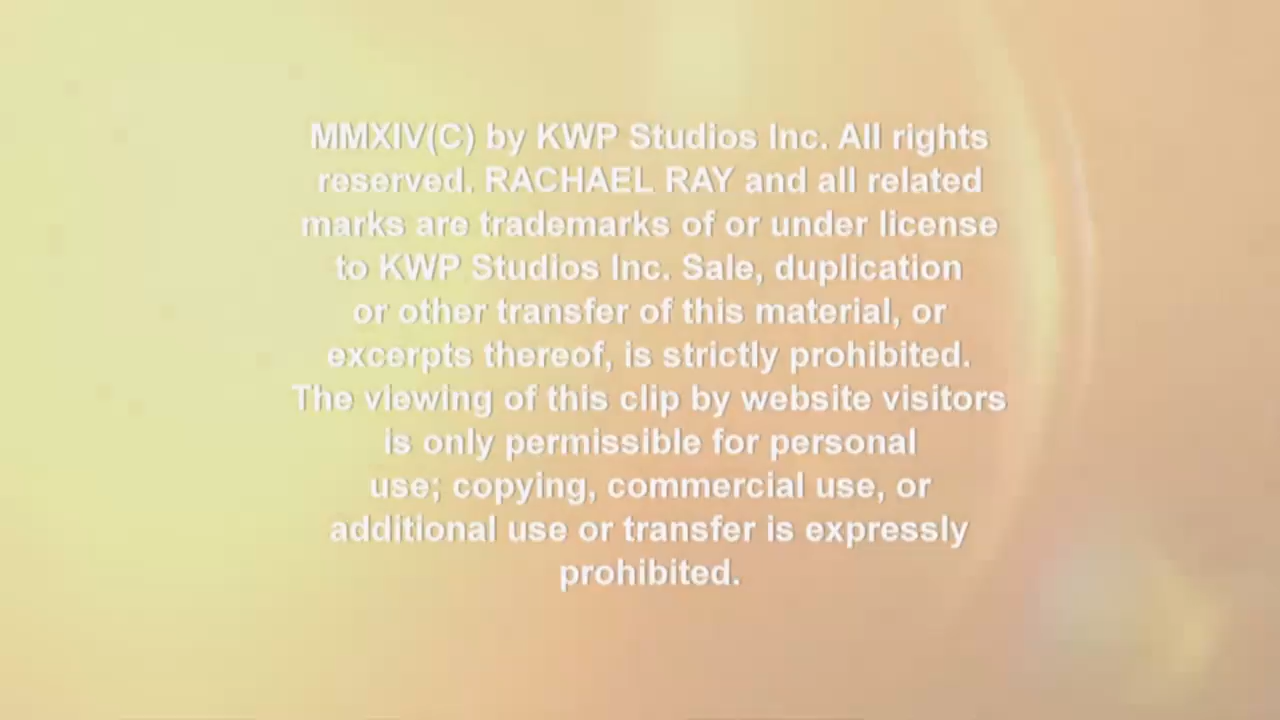 MMXIV(C) by KWP Studios Inc. All rights
reserved. RACHAEL RAY and all related
marks are trademarks of or under license
to KWP Studios Inc. Sale, duplication
or other transfer of this material, or
excerpts thereof, is strictly prohibited.
The viewing of this clip by website visitors
is only permissible for personal
use; copying, commercial use, or
additional use or transfer is expressly
prohibited.